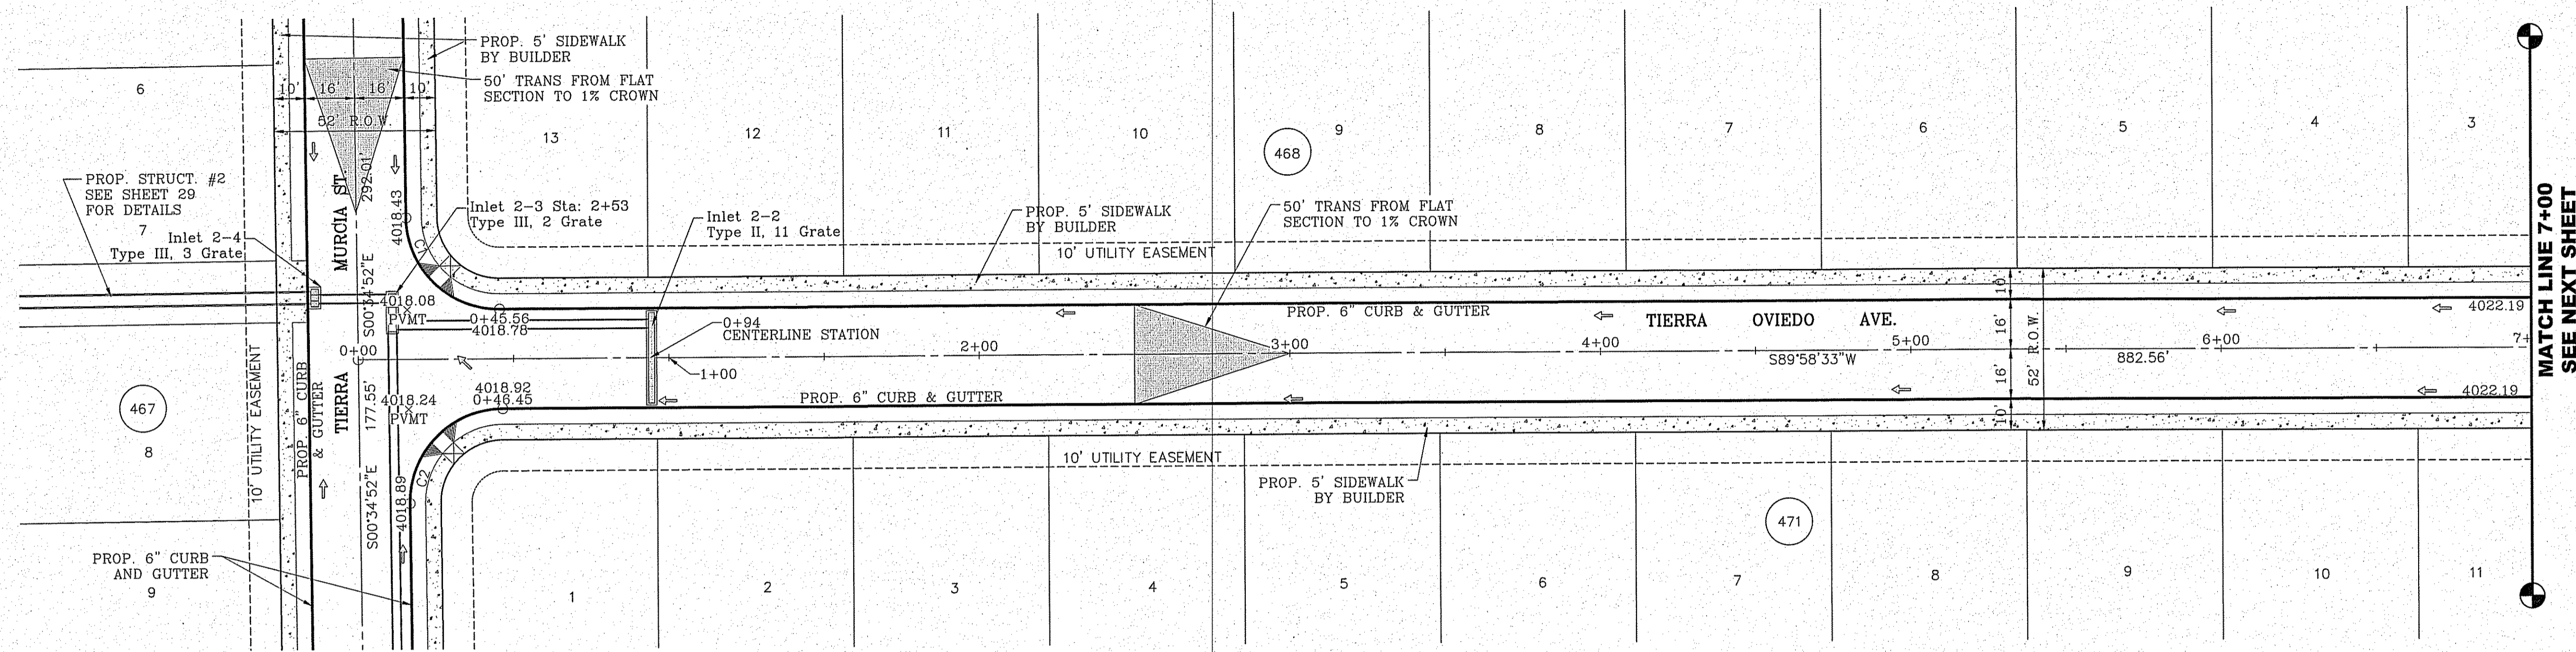 PROP. 5' SIDEWALK
BY BUILDER
50' TRANS FROM FLAT
SECTION TO 1% CROWN
6
10'
16'
16'
10'
52' R.O.W.
13
12
11
10
9
8
7
6
5
4
3
468
PROP. STRUCT. #2
SEE SHEET 29
FOR DETAILS
7
Inlet 2-4
Type III, 3 Grate
292.01'
4018.43
Inlet 2-3 Sta: 2+53
Type III, 2 Grate
Inlet 2-2
Type II, 11 Grate
PROP. 5' SIDEWALK
BY BUILDER
50' TRANS FROM FLAT
SECTION TO 1% CROWN
10' UTILITY EASEMENT
TIERRA MURCIA ST
S00°34'52"E
4018.08
PVMT
0+45.56
4018.78
0+94
CENTERLINE STATION
PROP. 6" CURB & GUTTER
TIERRA OVIEDO AVE.
10'
16'
16'
10'
52' R.O.W.
4022.19
0+00
1+00
2+00
3+00
4+00
5+00
6+00
7+
S89°58'33"W
882.56'
MATCH LINE 7+00
SEE NEXT SHEET
4018.92
0+46.45
4018.24
PVMT
PROP. 6" CURB & GUTTER
4022.19
467
8
10' UTILITY EASEMENT
PROP. 6" CURB
& GUTTER
177.55'
S00°34'52"E
4018.89
C2
10' UTILITY EASEMENT
PROP. 5' SIDEWALK
BY BUILDER
471
PROP. 6" CURB
AND GUTTER
9
1
2
3
4
5
6
7
8
9
10
11